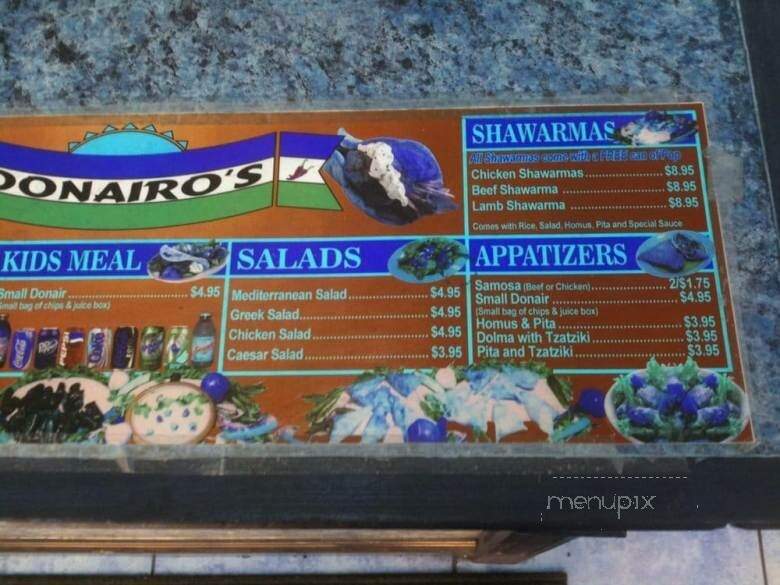 DONAIRO'S
SHAWARMAS
All Shawarmas come with a FREE can of Pop
Chicken Shawarmas..................$8.95
Beef Shawarma ........................$8.95
Lamb Shawarma ........................$8.95
Comes with Rice, Salad, Homus, Pita and Special Sauce
KIDS MEAL
Small Donair ........................$4.95
(Small bag of chips & juice box)
SALADS
Mediterranean Salad..................$4.95
Greek Salad..............................$4.95
Chicken Salad...........................$4.95
Caesar Salad............................$3.95
APPATIZERS
Samosa (Beef or Chicken)..................2/$1.75
Small Donair ..............................$4.95
(Small bag of chips & juice box)
Homus & Pita ..............................$3.95
Dolma with Tzatziki.....................$3.95
Pita and Tzatziki...........................$3.95
menupix